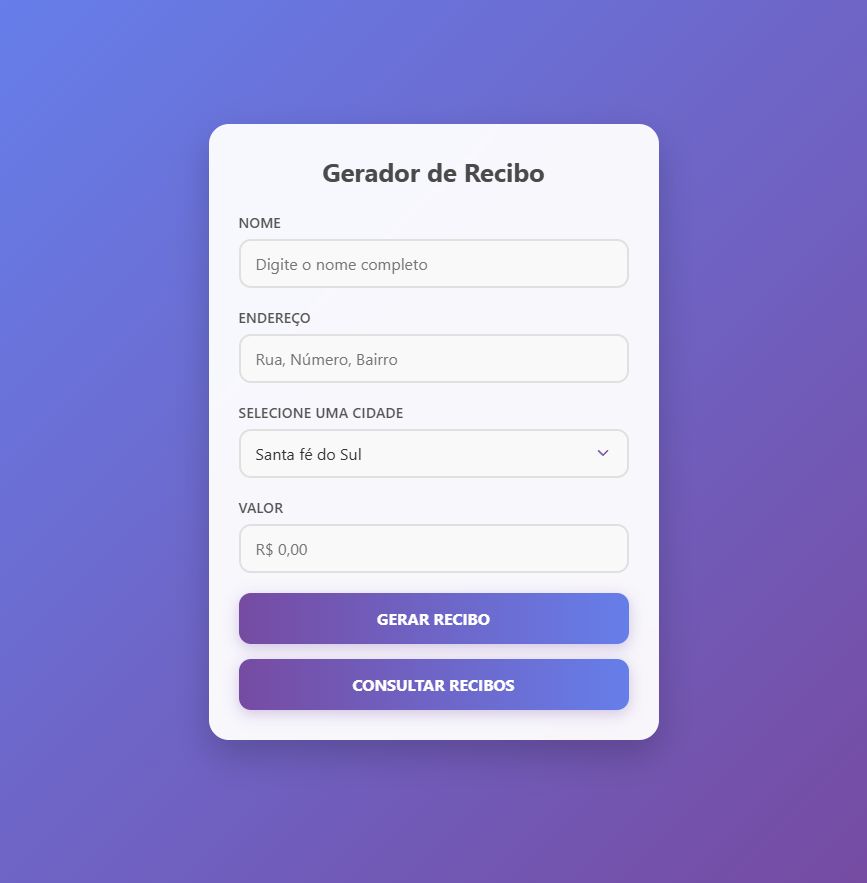 Gerador de Recibo
NOME
Digite o nome completo
ENDEREÇO
Rua, Número, Bairro
SELECIONE UMA CIDADE
Santa fé do Sul
VALOR
R$ 0,00
GERAR RECIBO
CONSULTAR RECIBOS